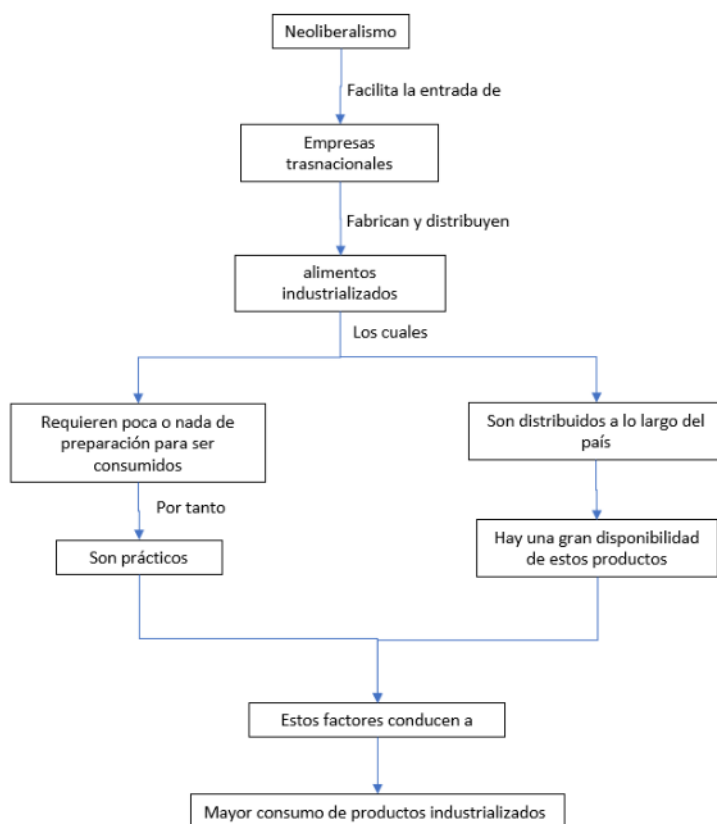 Neoliberalismo
Facilita la entrada de
Empresas
trasnacionales
Fabrican y distribuyen
alimentos
industrializados
Los cuales
Requieren poca o nada de
preparación para ser
consumidos
Son distribuidos a lo largo del
país
Por tanto
Son prácticos
Hay una gran disponibilidad
de estos productos
Estos factores conducen a
Mayor consumo de productos industrializados